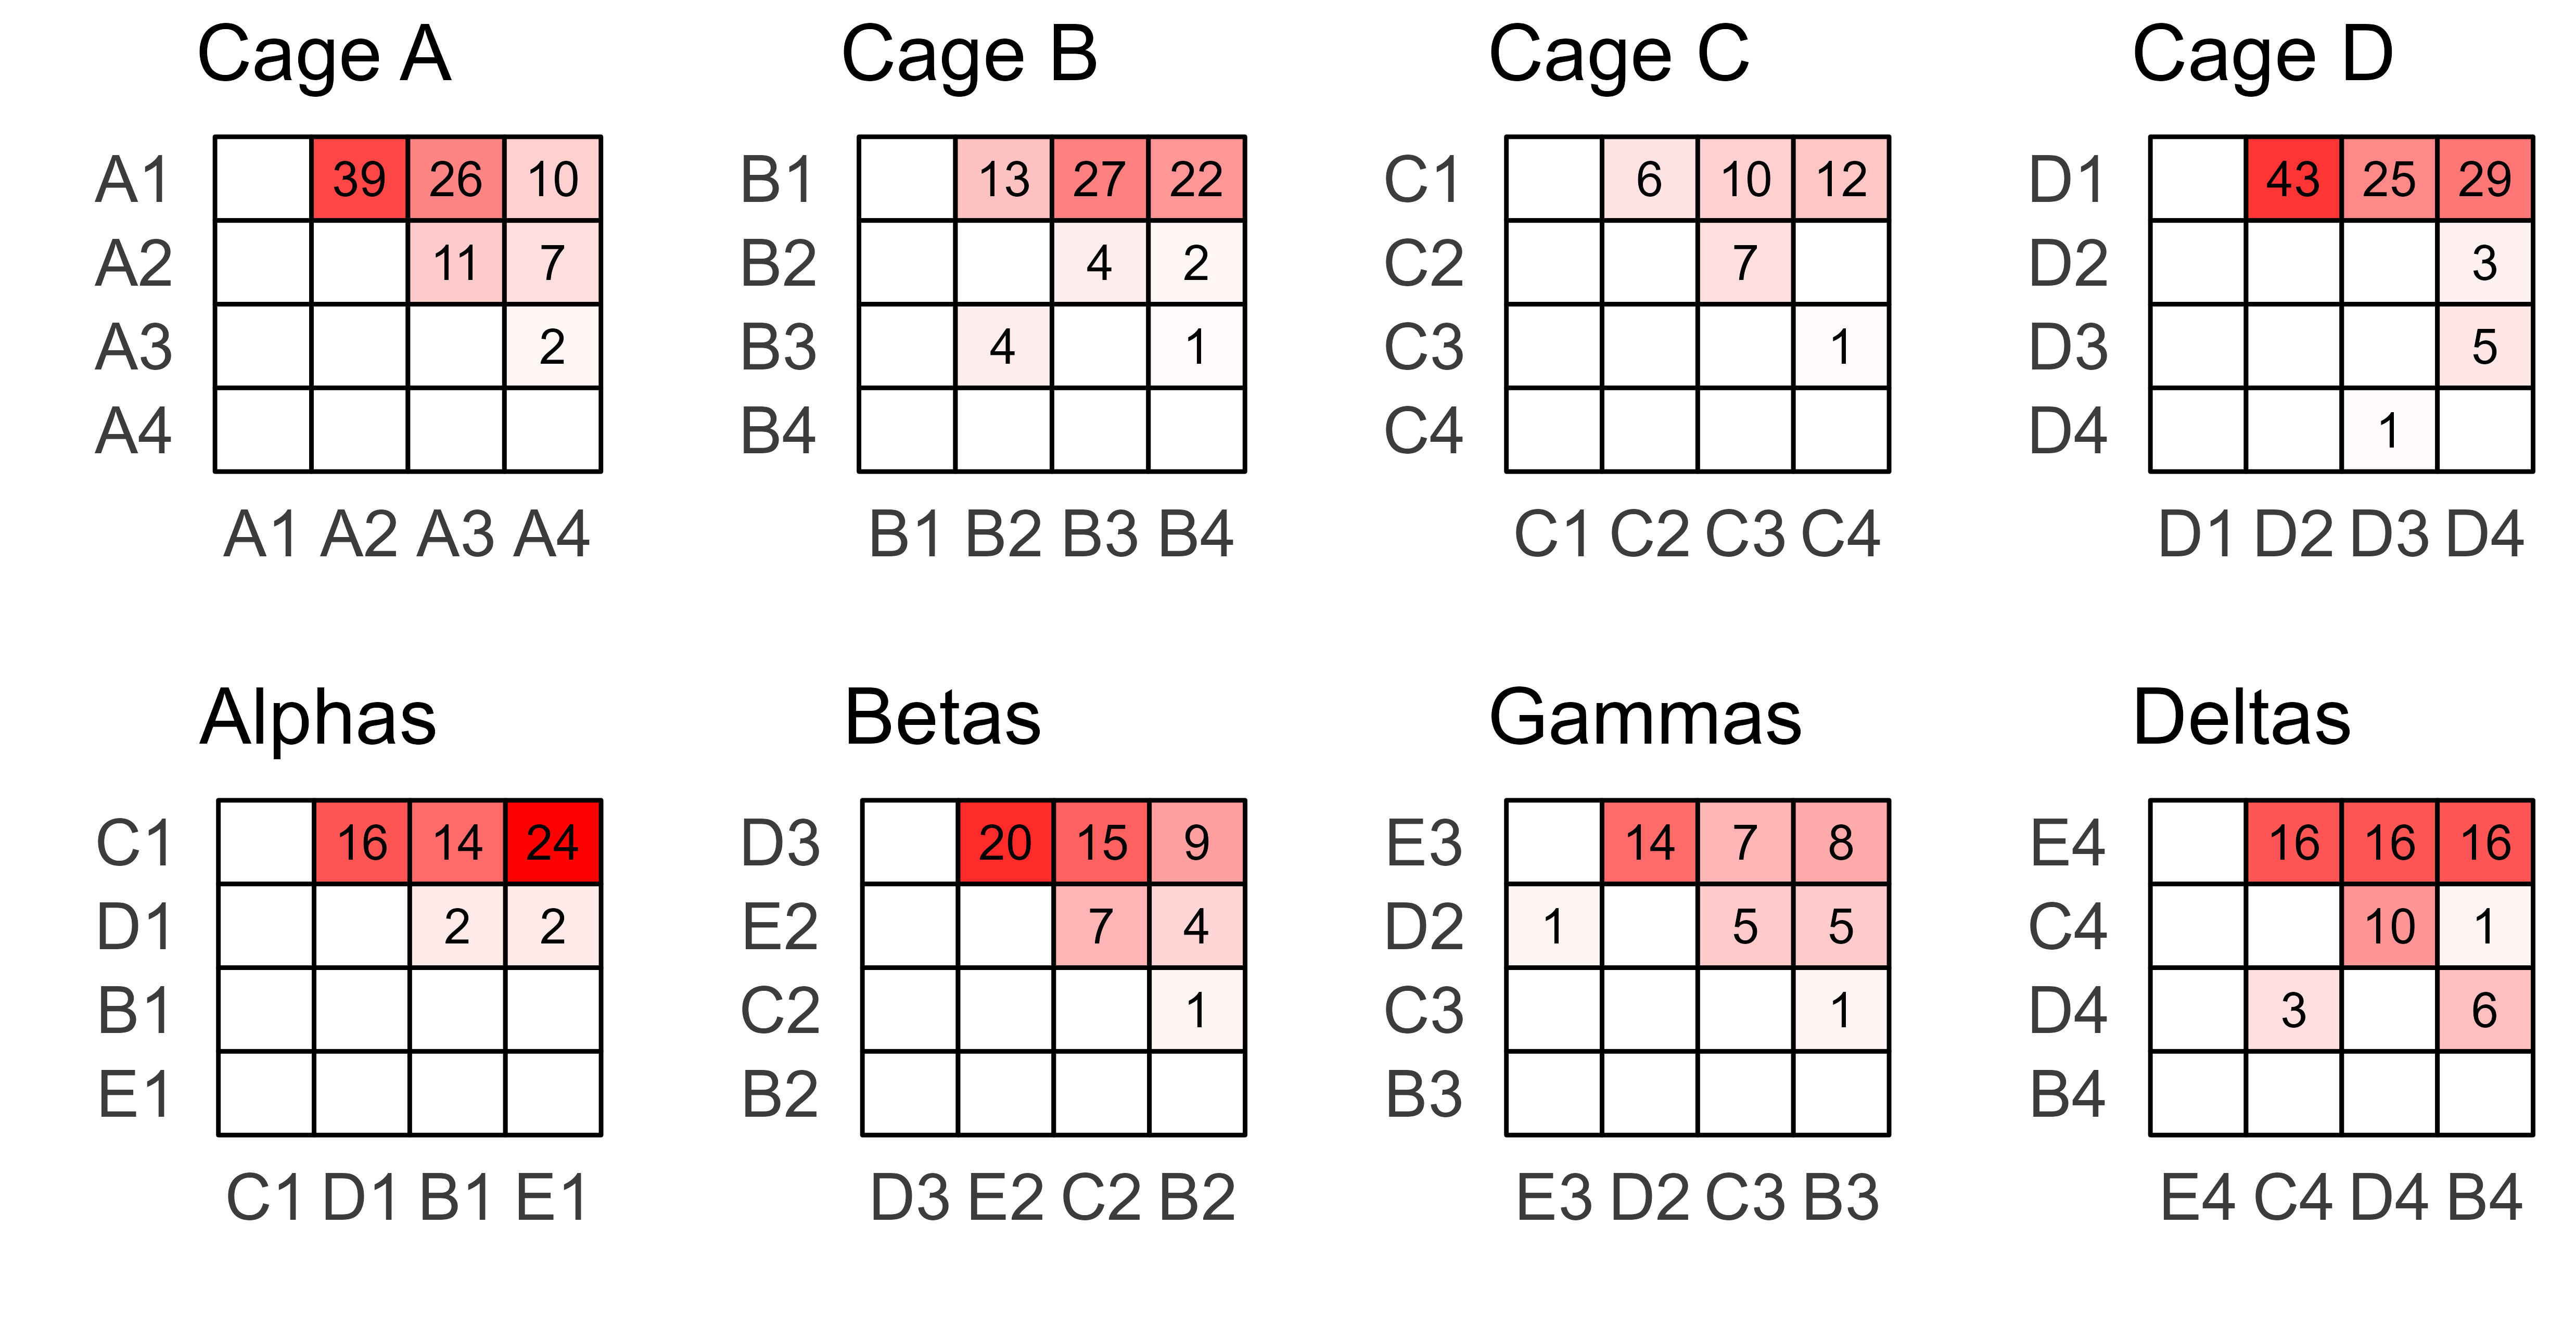 Cage A Cage B Cage C Cage D
A1 39 26 10 B1 13 27 22 C1 6 10 12 D1 43 25 29
A2 11 7 B2 4 2 C2 7 D2 3
A3 2 B3 4 1 C3 1 D3 5
A4 B4 C4 D4 1
A1 A2 A3 A4 B1 B2 B3 B4 C1 C2 C3 C4 D1 D2 D3 D4
Alphas Betas Gammas Deltas
C1 16 14 24 D3 20 15 9 E3 14 7 8 E4 16 16 16
D1 2 2 E2 7 4 D2 1 5 5 C4 10 1
B1 C2 1 C3 1 D4 3 6
E1 B2 B3 B4
C1 D1 B1 E1 D3 E2 C2 B2 E3 D2 C3 B3 E4 C4 D4 B4